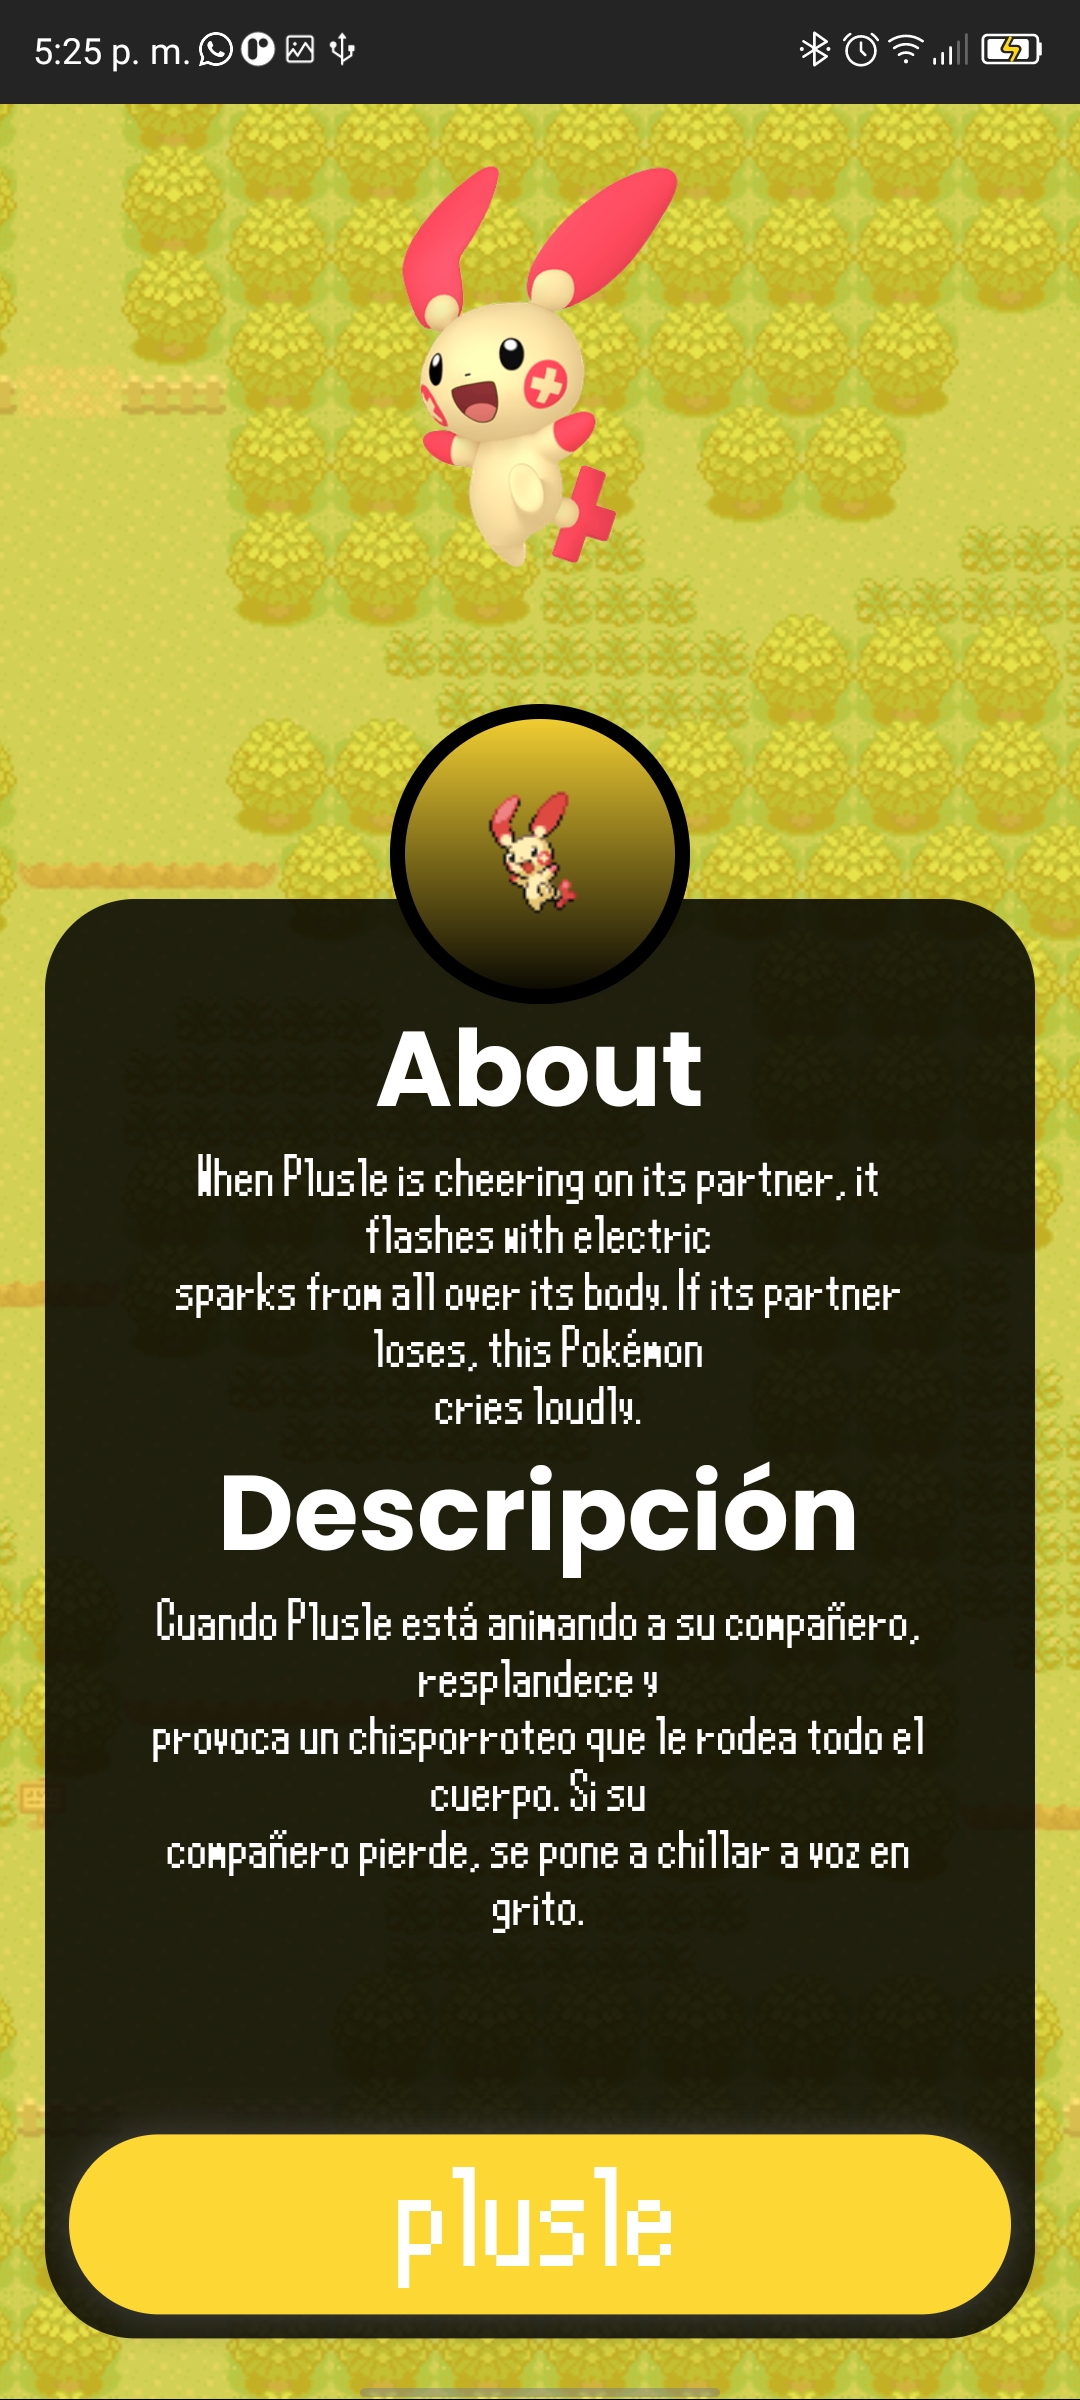 5:25 p. m.
About
When Plusle is cheering on its partner, it
flashes with electric
sparks from all over its body. If its partner
loses, this Pokémon
cries loudly.
Descripción
Cuando Plusle está animando a su compañero,
resplandece y
provoca un chisporroteo que le rodea todo el
cuerpo. Si su
compañero pierde, se pone a chillar a voz en
grito.
plusle